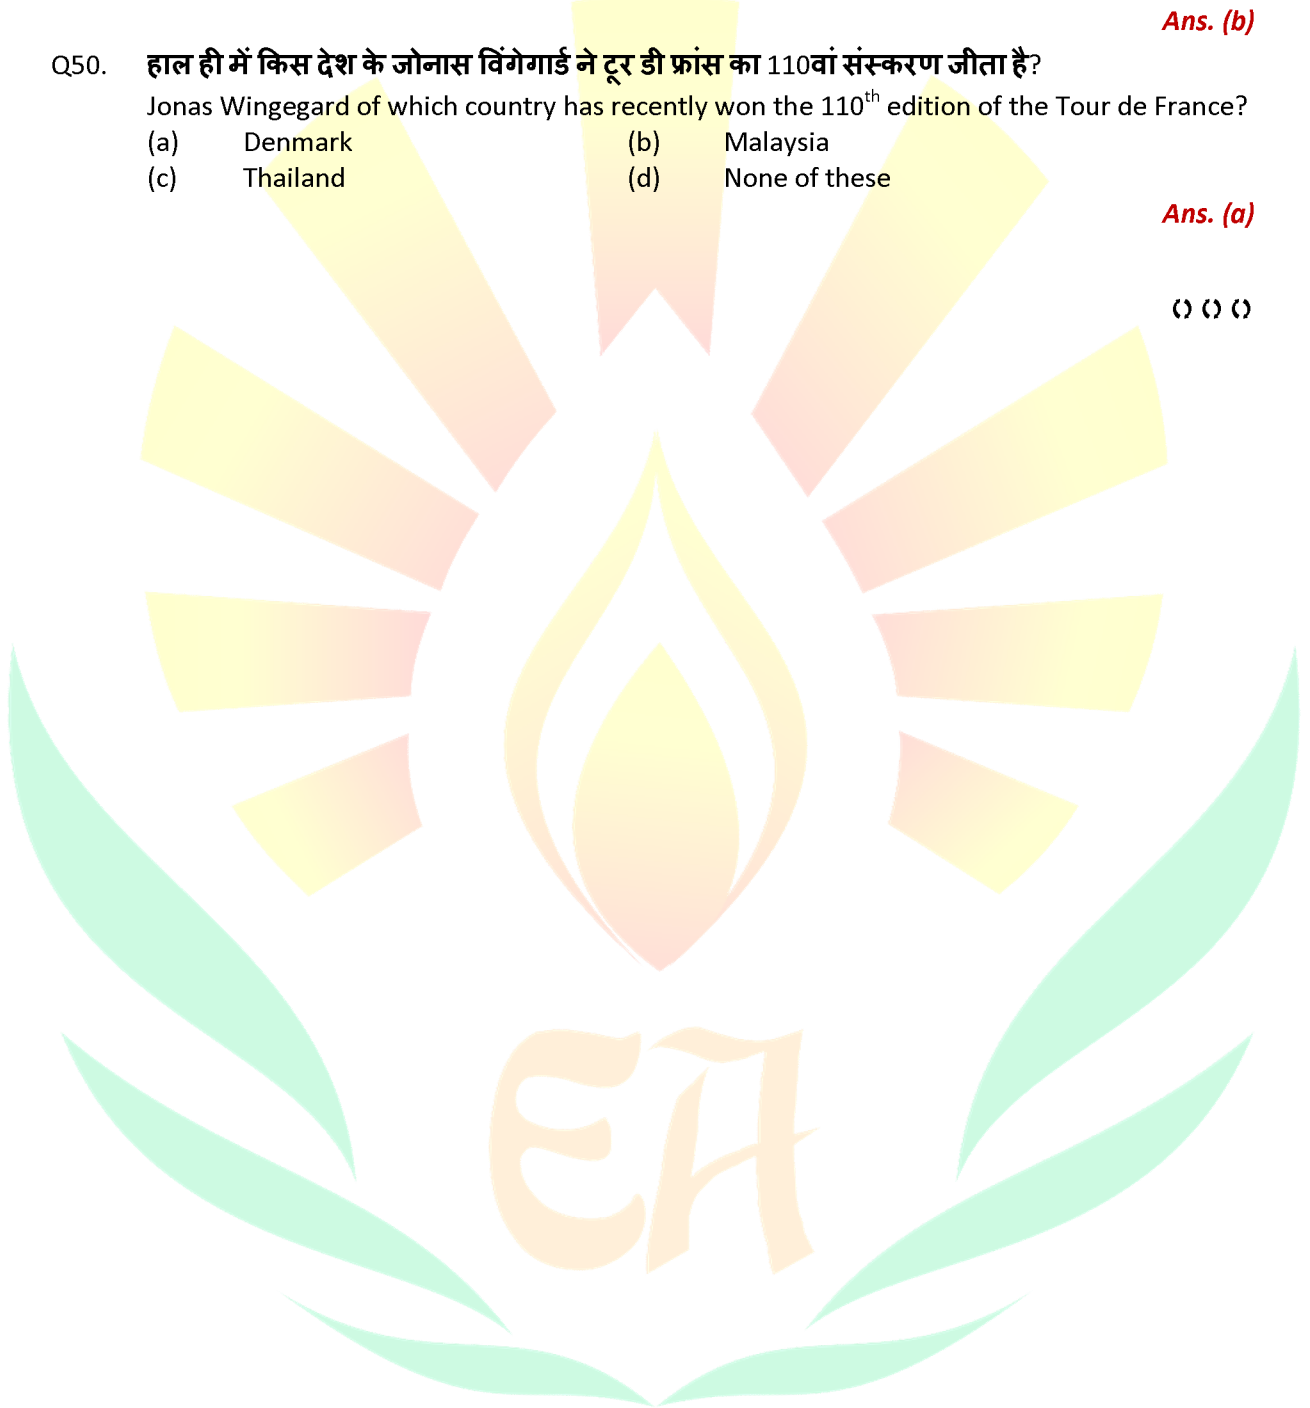 Ans. (b)
Q50. हाल ही में किस देश के जोनास विंगेगार्ड ने टूर डी फ्रांस का 110वां संस्करण जीता है?
Jonas Wingegard of which country has recently won the 110th edition of the Tour de France?
(a) Denmark (b) Malaysia
(c) Thailand (d) None of these
Ans. (a)
EA